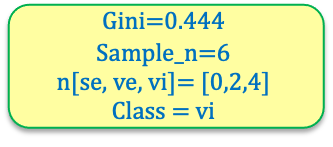 Gini=0.444
Sample_n=6
n[se, ve, vi]= [0,2,4]
Class = vi